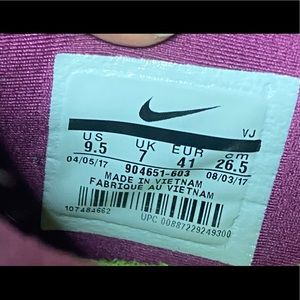 VJ
US UK EUR cm
9.5 7 41 26.5
04/05/17 08/03/17
904651-603
MADE IN VIETNAM
FABRIQUE AU VIETNAM
107484662
UPC 00887229249300